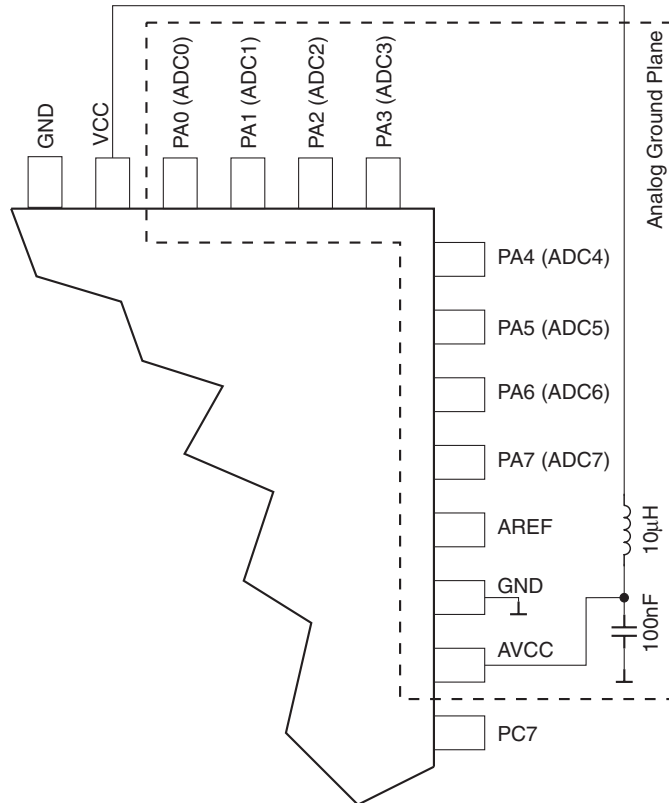 GND
VCC
PA0 (ADC0)
PA1 (ADC1)
PA2 (ADC2)
PA3 (ADC3)
Analog Ground Plane
PA4 (ADC4)
PA5 (ADC5)
PA6 (ADC6)
PA7 (ADC7)
AREF
GND
AVCC
PC7
10µH
100nF